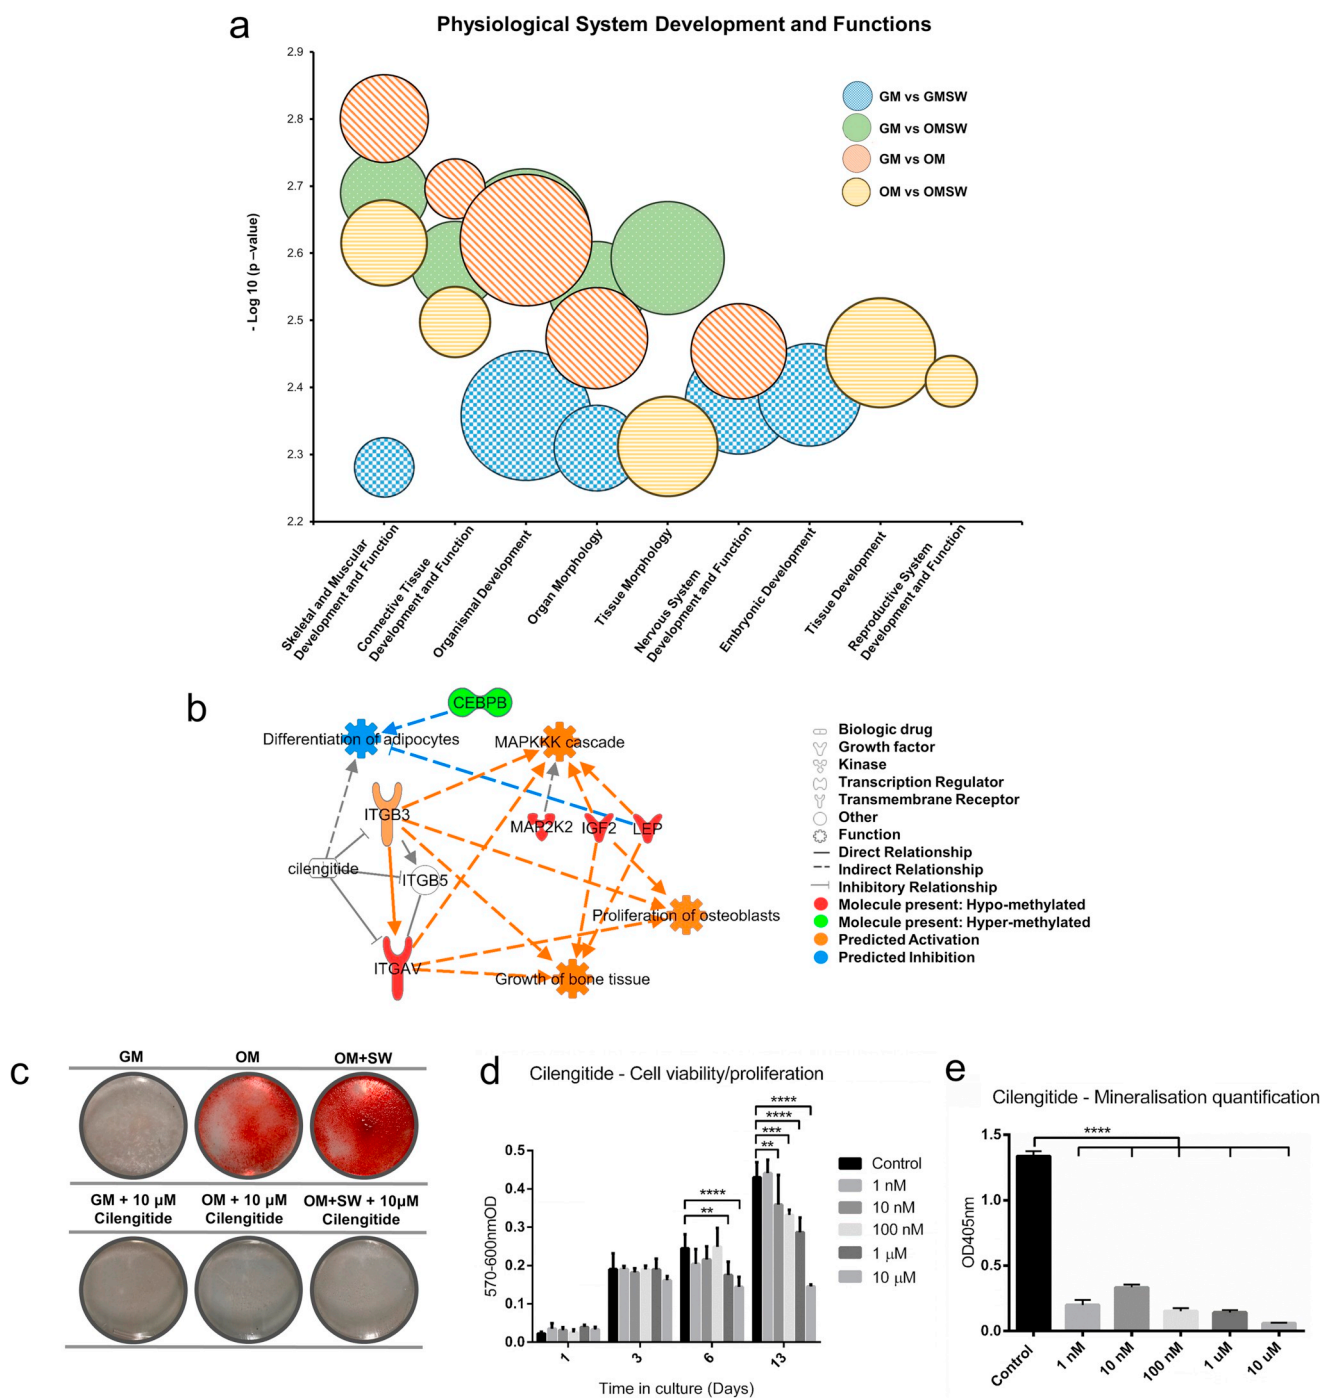 a
Physiological System Development and Functions
2.9
2.8
2.7
2.6
2.5
2.4
2.3
2.2
- Log 10 (p –value)
GM vs GMSW
GM vs OMSW
GM vs OM
OM vs OMSW
Skeletal and Muscular
Development and Function
Connective Tissue
Development and Function
Organismal Development
Organ Morphology
Tissue Morphology
Nervous System
Development and Function
Embryonic Development
Tissue Development
Reproductive System
Development and Function
b
CEBPB
Differentiation of adipocytes
MAPKKK cascade
ITGB3
MAP2K2
IGF2
LEP
cilengitide
ITGB5
Proliferation of osteoblasts
ITGAV
Growth of bone tissue
Biologic drug
Growth factor
Kinase
Transcription Regulator
Transmembrane Receptor
Other
Function
Direct Relationship
Indirect Relationship
Inhibitory Relationship
Molecule present: Hypo-methylated
Molecule present: Hyper-methylated
Predicted Activation
Predicted Inhibition
c
GM
OM
OM+SW
GM + 10 µM
Cilengitide
OM + 10 µM
Cilengitide
OM+SW + 10µM
Cilengitide
d
Cilengitide - Cell viability/proliferation
570-600nmOD
0.5
0.4
0.3
0.2
0.1
0.0
****
**
****
****
***
**
1
3
6
13
Time in culture (Days)
Control
1 nM
10 nM
100 nM
1 µM
10 µM
e
Cilengitide - Mineralisation quantification
OD405nm
1.5
1.0
0.5
0.0
****
Control
1 nM
10 nM
100 nM
1 uM
10 uM